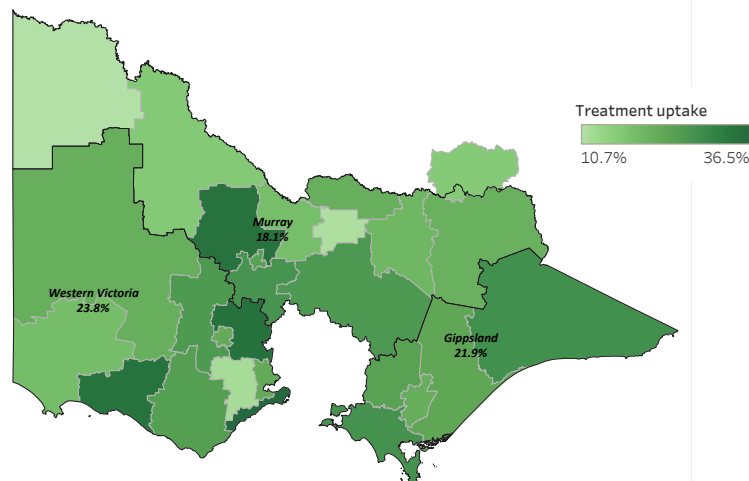 Treatment uptake
10.7% 36.5%
Murray
18.1%
Western Victoria
23.8%
Gippsland
21.9%